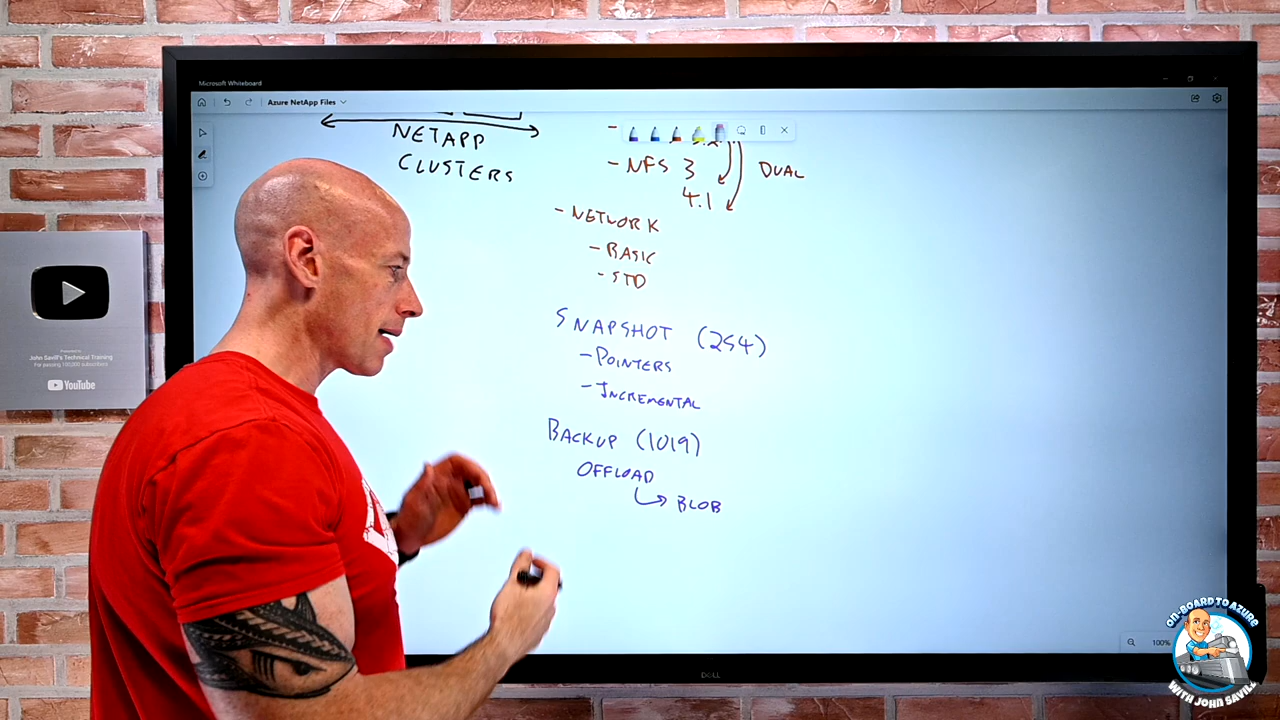 Microsoft Whiteboard
Azure NetApp Files
NETAPP
CLUSTERS
- NFS 3
4.1
DUAL
- NETWORK
- BASIC
- STD
SNAPSHOT (254)
- POINTERS
- INCREMENTAL
BACKUP (1019)
OFFLOAD
BLOB
100%
DELL
John Savill's Technical Training
For passing 100,000 subscribers
YouTube
ON-BOARD TO AZURE
WITH JOHN SAVILL